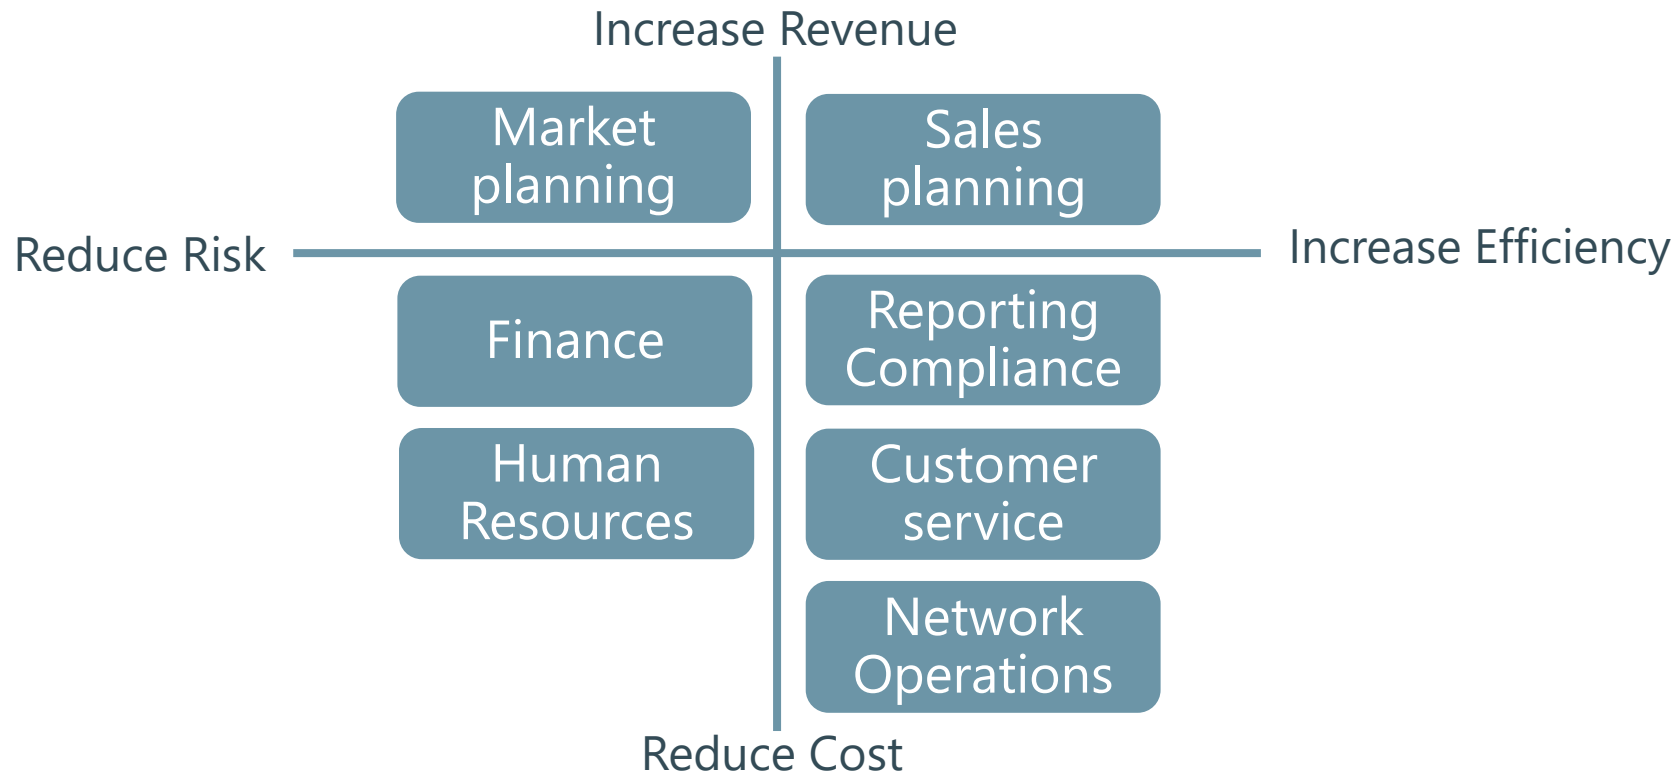 Increase Revenue
Market
planning
Sales
planning
Reduce Risk
Increase Efficiency
Finance
Reporting
Compliance
Human
Resources
Customer
service
Network
Operations
Reduce Cost